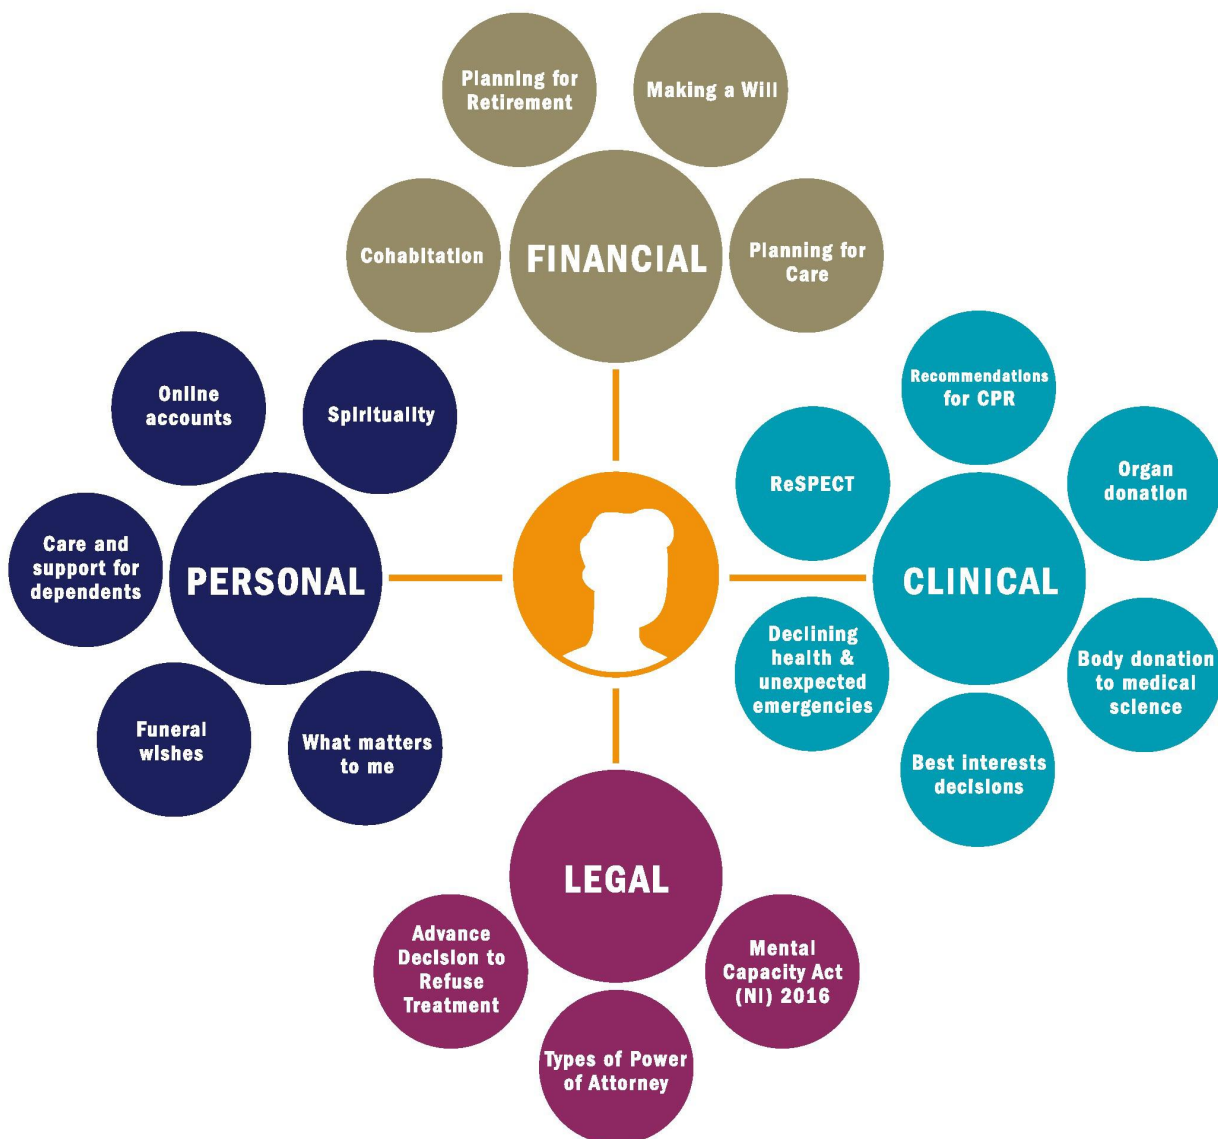 Planning for
Retirement
Making a Will
Cohabitation
FINANCIAL
Planning for
Care
Online
accounts
Spirituality
Care and
support for
dependents
PERSONAL
Funeral
wishes
What matters
to me
Recommendations
for CPR
ReSPECT
Organ
donation
CLINICAL
Declining
health &
unexpected
emergencies
Body donation
to medical
science
Best interests
decisions
LEGAL
Advance
Decision to
Refuse
Treatment
Mental
Capacity Act
(NI) 2016
Types of Power
of Attorney